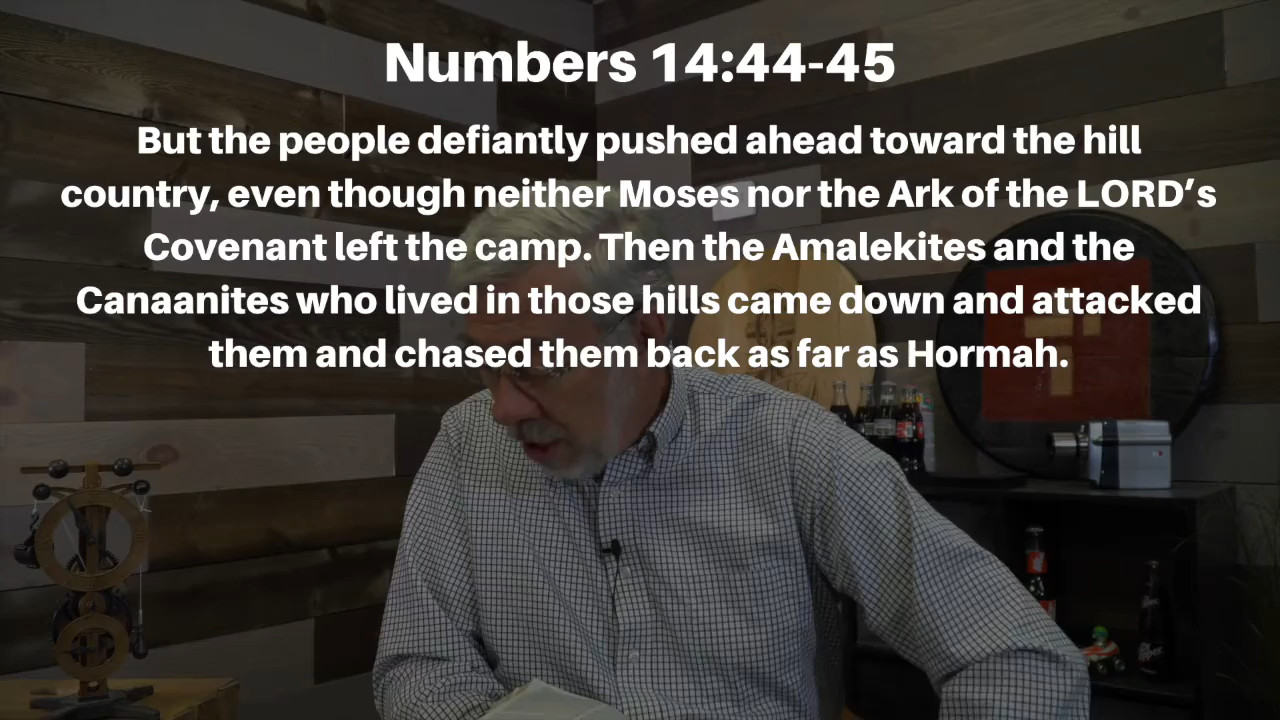 Numbers 14:44-45
But the people defiantly pushed ahead toward the hill
country, even though neither Moses nor the Ark of the LORD’s
Covenant left the camp. Then the Amalekites and the
Canaanites who lived in those hills came down and attacked
them and chased them back as far as Hormah.